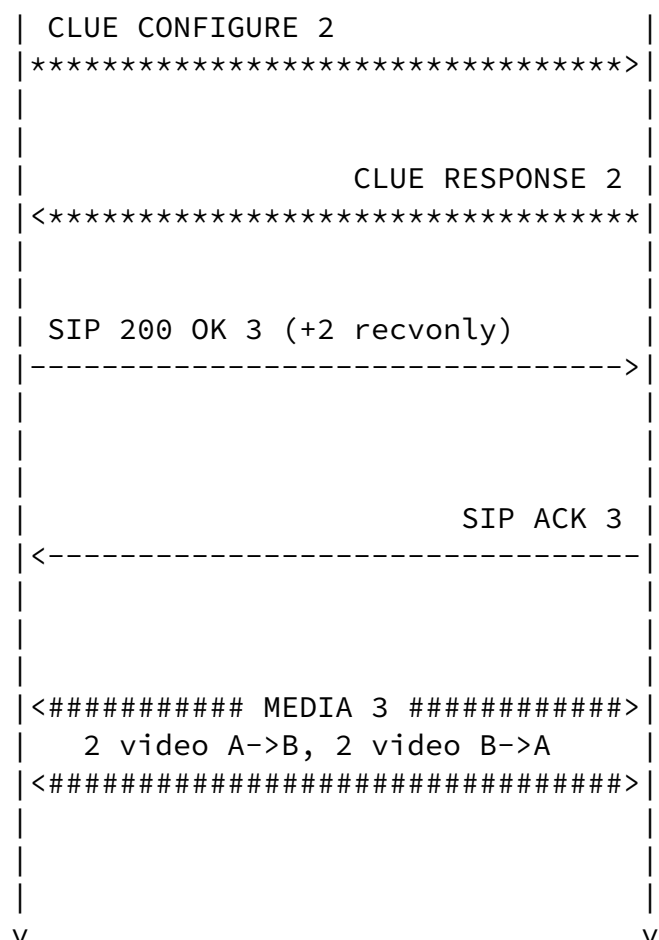 | CLUE CONFIGURE 2                 |
|*********************************>|
|                                  |
|                                  |
|                  CLUE RESPONSE 2 |
|<*********************************|
|                                  |
|                                  |
| SIP 200 OK 3 (+2 recvonly)       |
|--------------------------------->|
|                                  |
|                                  |
|                                  |
|                        SIP ACK 3 |
|<---------------------------------|
|                                  |
|                                  |
|                                  |
|<########### MEDIA 3 ############>|
|   2 video A->B, 2 video B->A     |
|<################################>|
|                                  |
|                                  |
|                                  |
v                                  v